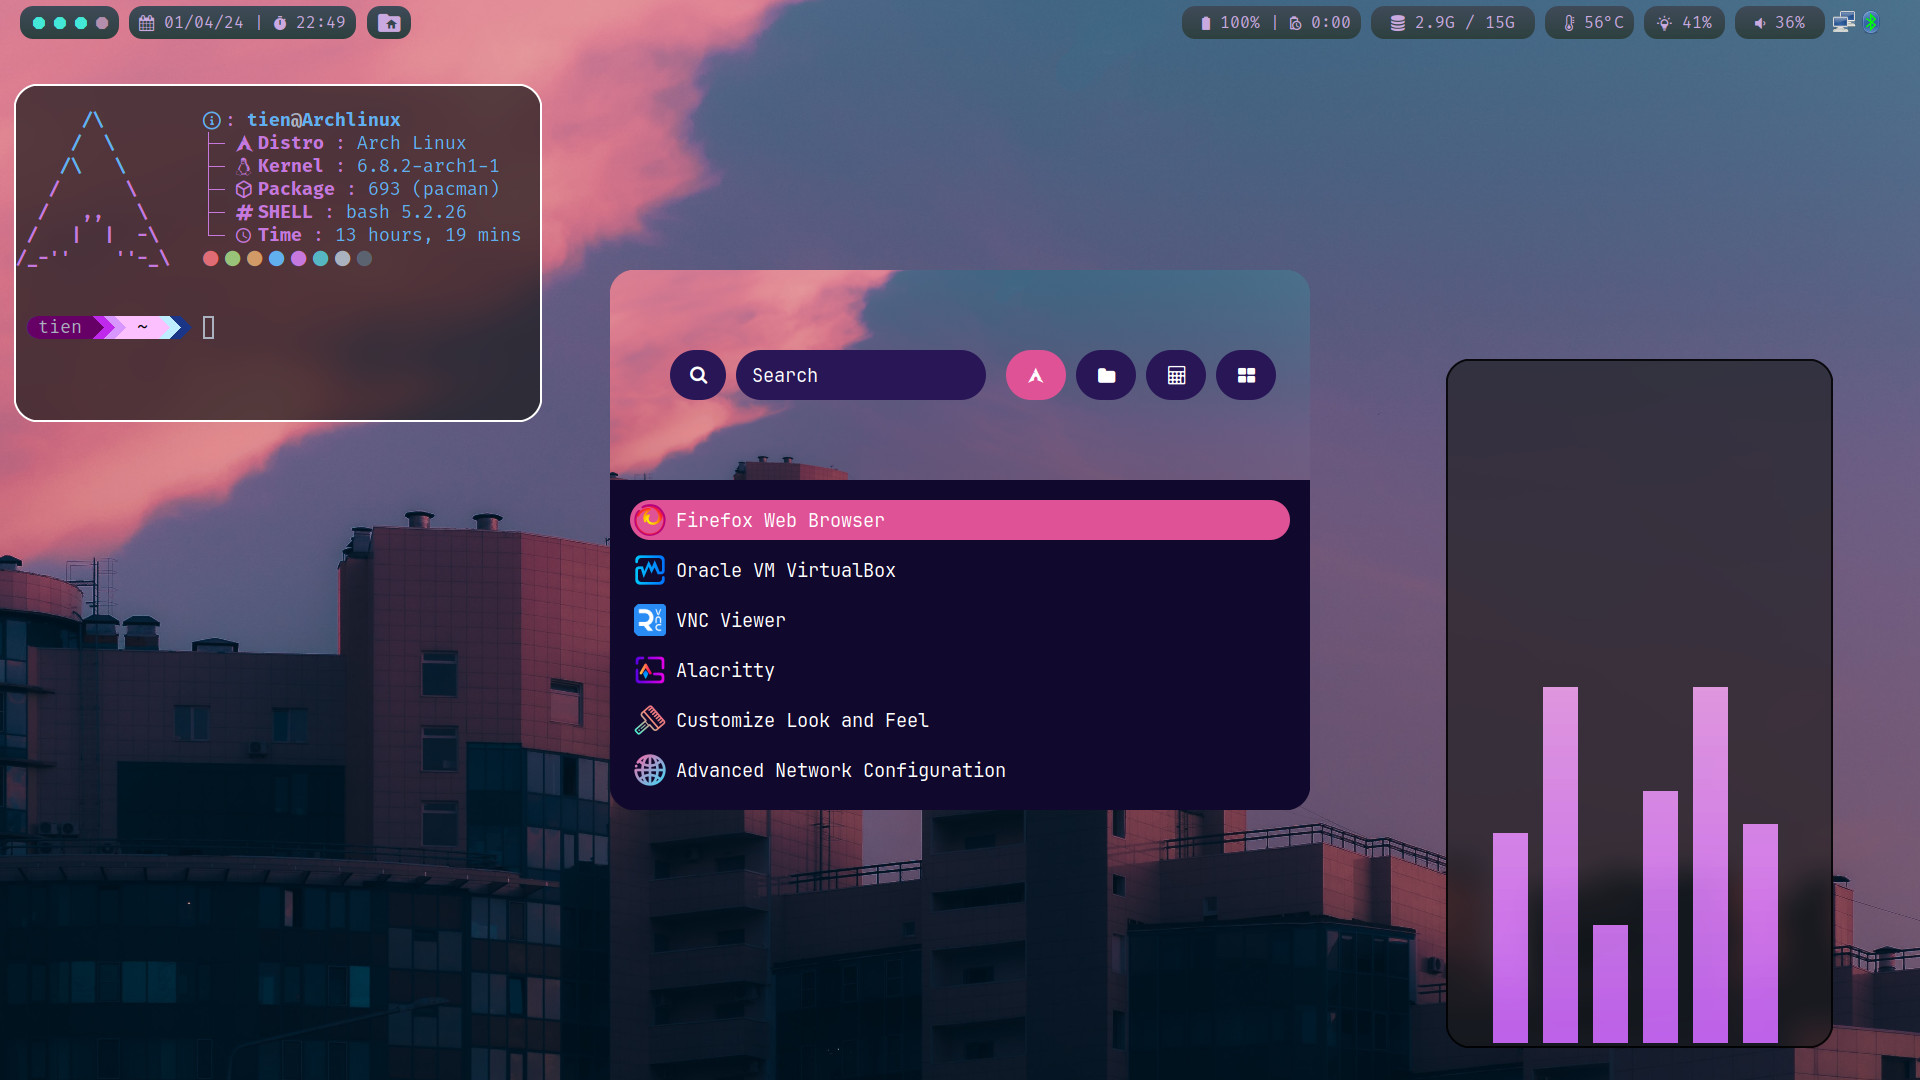 01/04/24 | 22:49
100% | 0:00
2.9G / 15G
56°C
41%
36%
: tien@Archlinux
Distro : Arch Linux
Kernel : 6.8.2-arch1-1
Package : 693 (pacman)
SHELL : bash 5.2.26
Time : 13 hours, 19 mins
tien ~
Search
Firefox Web Browser
Oracle VM VirtualBox
VNC Viewer
Alacritty
Customize Look and Feel
Advanced Network Configuration